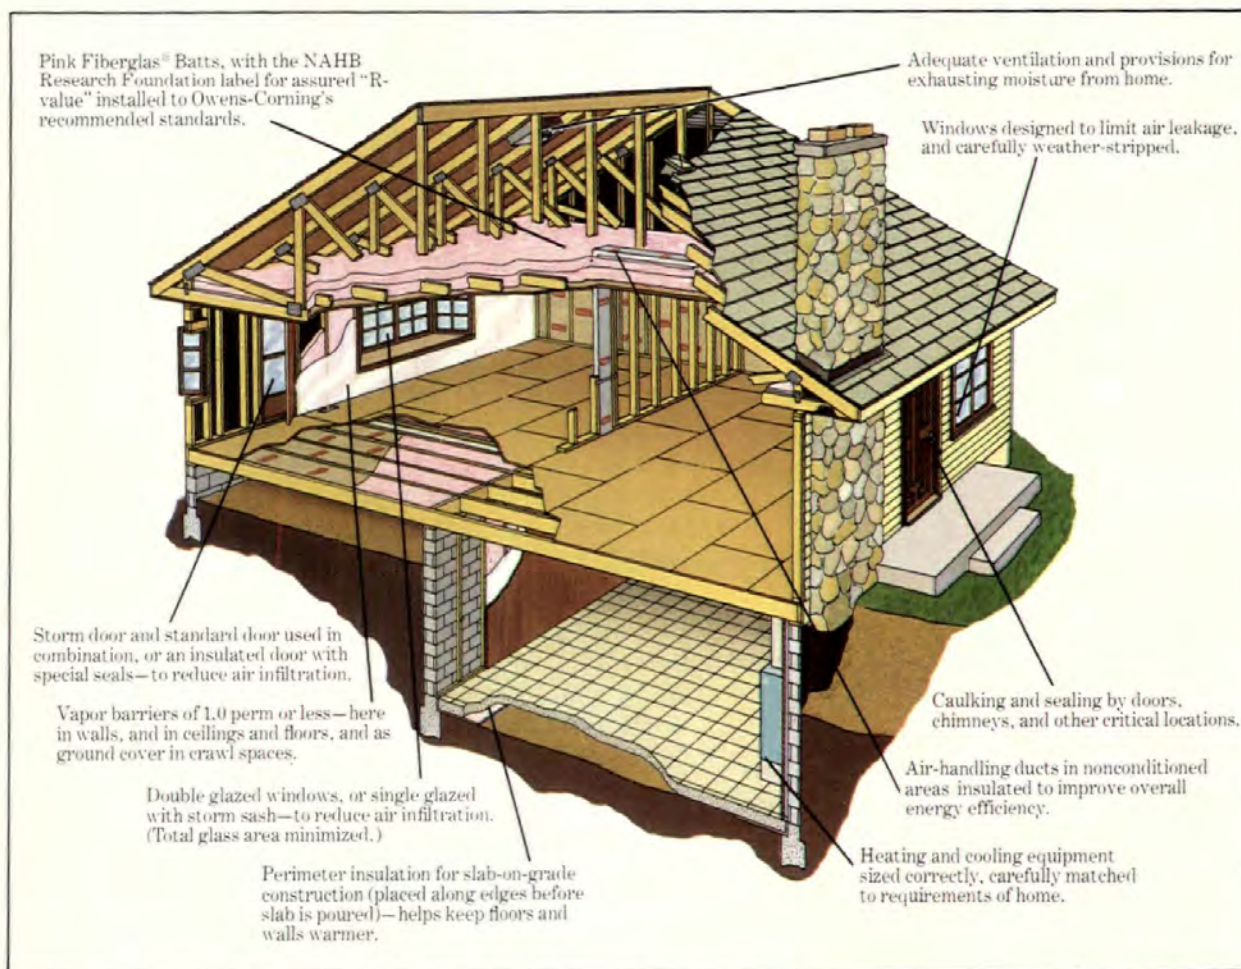 Pink Fiberglas® Batts, with the NAHB
Research Foundation label for assured “R-
value” installed to Owens-Corning’s
recommended standards.
Adequate ventilation and provisions for
exhausting moisture from home.
Windows designed to limit air leakage,
and carefully weather-stripped.
Storm door and standard door used in
combination, or an insulated door with
special seals—to reduce air infiltration.
Vapor barriers of 1.0 perm or less—here
in walls, and in ceilings and floors, and as
ground cover in crawl spaces.
Double glazed windows, or single glazed
with storm sash—to reduce air infiltration.
(Total glass area minimized.)
Perimeter insulation for slab-on-grade
construction (placed along edges before
slab is poured)—helps keep floors and
walls warmer.
Caulking and sealing by doors,
chimneys, and other critical locations.
Air-handling ducts in nonconditioned
areas insulated to improve overall
energy efficiency.
Heating and cooling equipment
sized correctly, carefully matched
to requirements of home.